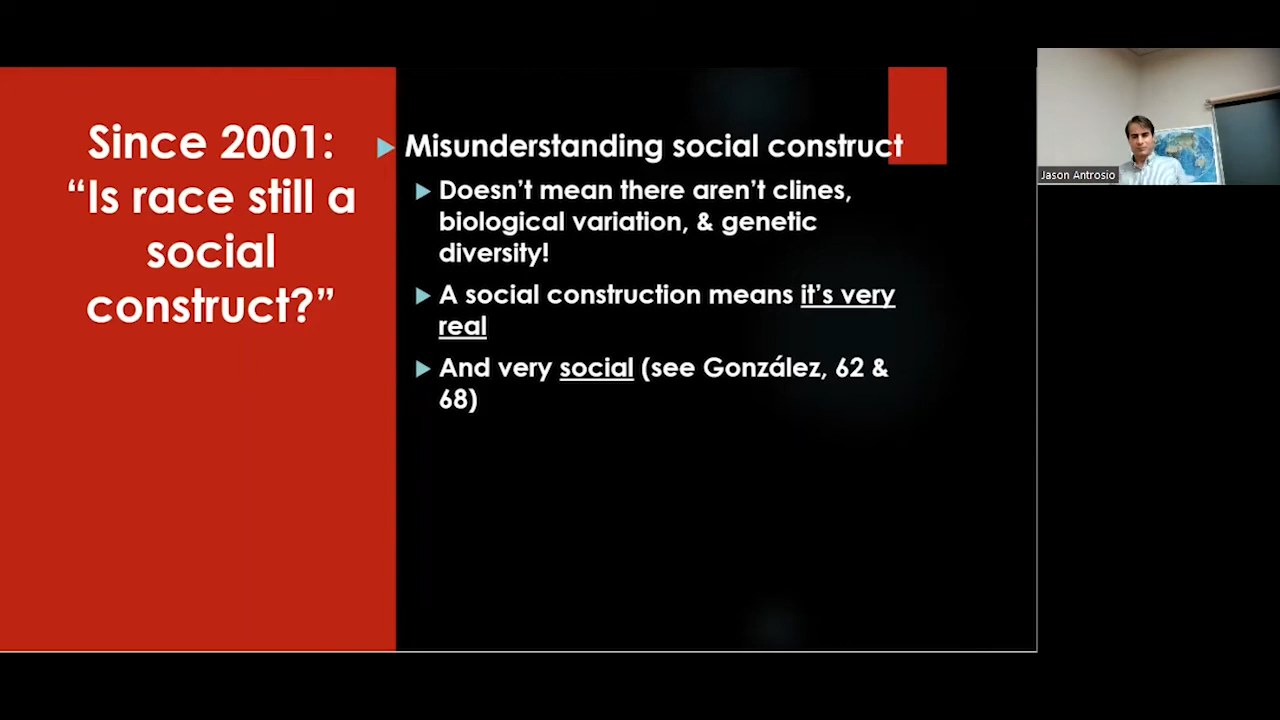 Since 2001:
“Is race still a
social
construct?”
Misunderstanding social construct
Doesn’t mean there aren’t clines,
biological variation, & genetic
diversity!
A social construction means it’s very
real
And very social (see González, 62 &
68)
Jason Antrosio